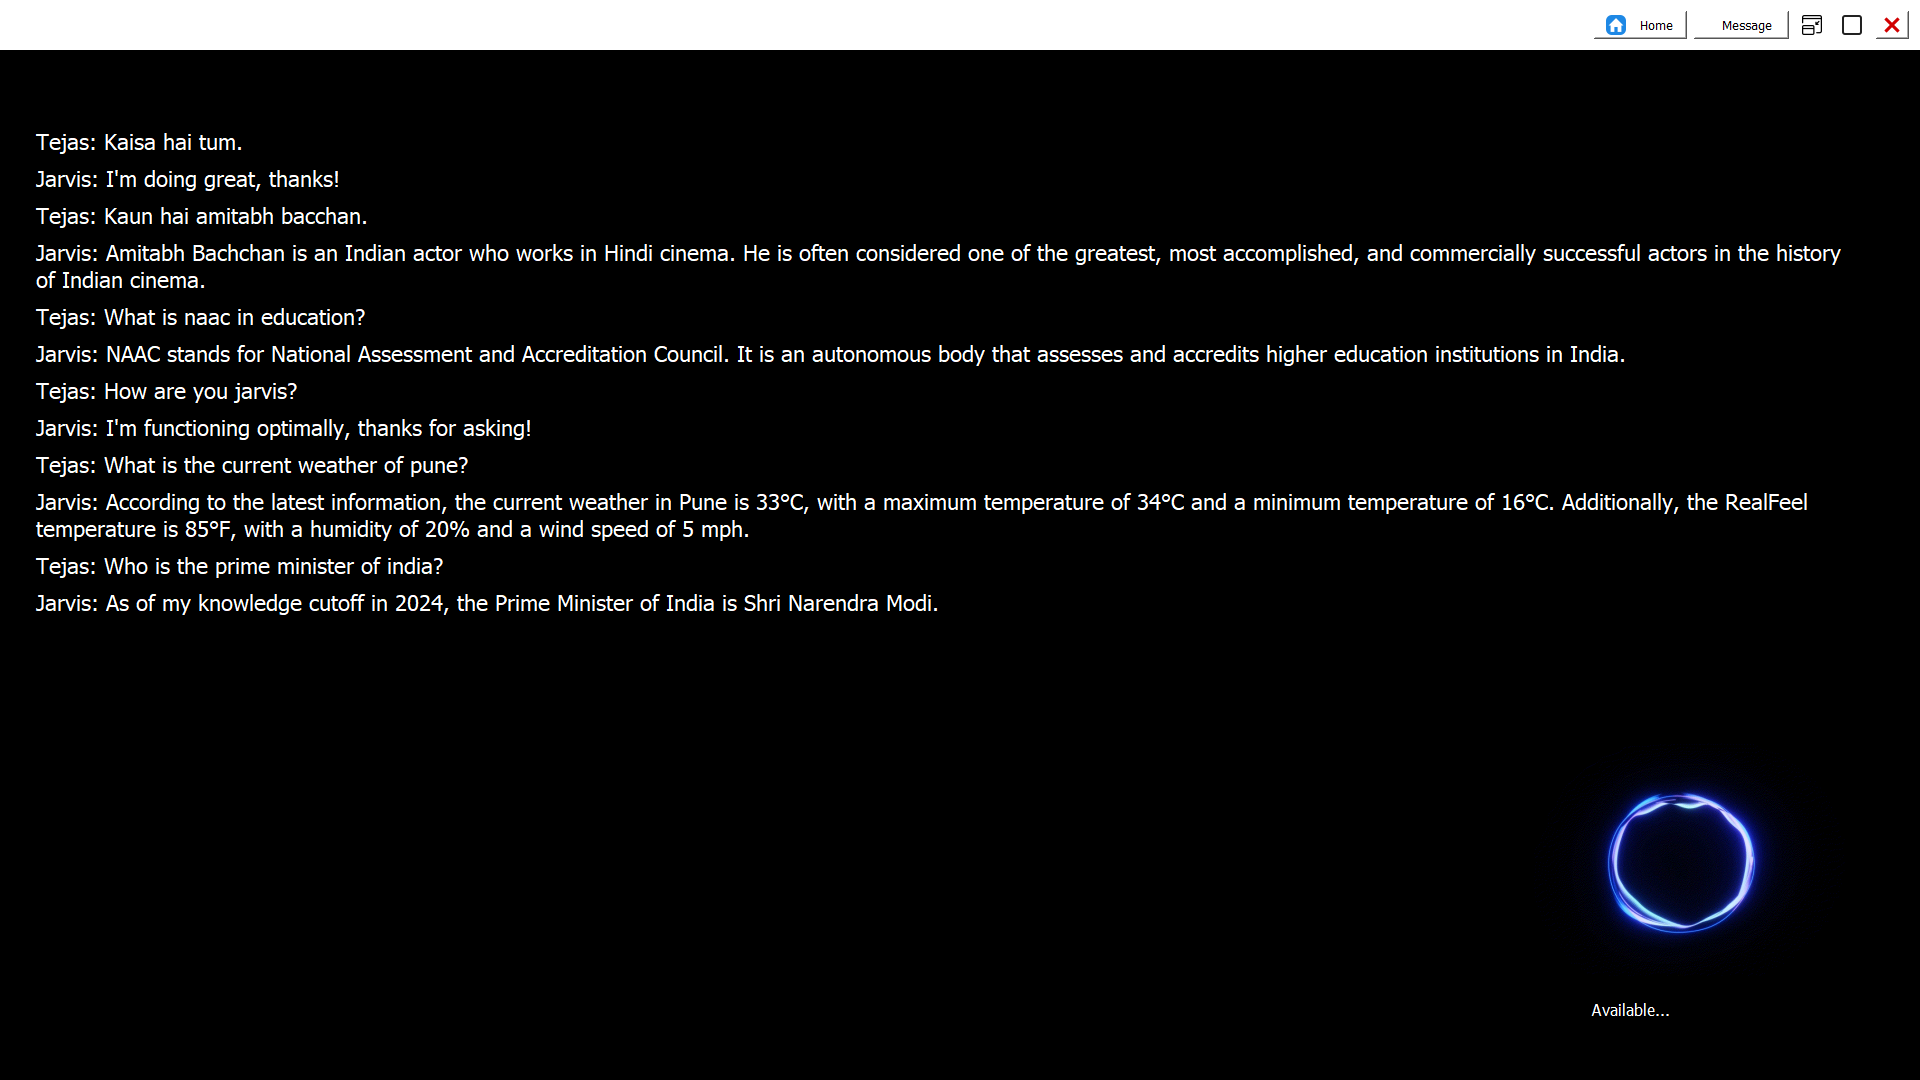 Home Message
Tejas: Kaisa hai tum.
Jarvis: I'm doing great, thanks!
Tejas: Kaun hai amitabh bacchan.
Jarvis: Amitabh Bachchan is an Indian actor who works in Hindi cinema. He is often considered one of the greatest, most accomplished, and commercially successful actors in the history
of Indian cinema.
Tejas: What is naac in education?
Jarvis: NAAC stands for National Assessment and Accreditation Council. It is an autonomous body that assesses and accredits higher education institutions in India.
Tejas: How are you jarvis?
Jarvis: I'm functioning optimally, thanks for asking!
Tejas: What is the current weather of pune?
Jarvis: According to the latest information, the current weather in Pune is 33°C, with a maximum temperature of 34°C and a minimum temperature of 16°C. Additionally, the RealFeel
temperature is 85°F, with a humidity of 20% and a wind speed of 5 mph.
Tejas: Who is the prime minister of india?
Jarvis: As of my knowledge cutoff in 2024, the Prime Minister of India is Shri Narendra Modi.
Available...